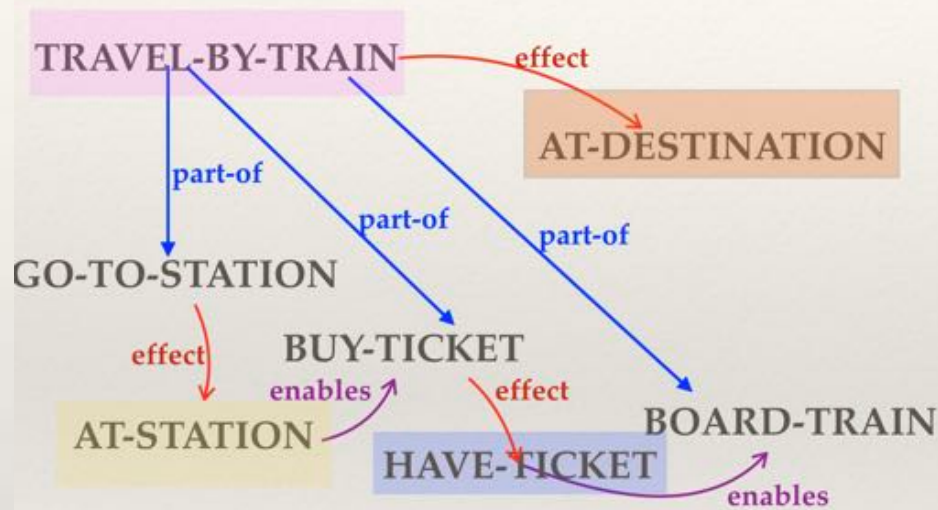 TRAVEL-BY-TRAIN
effect
AT-DESTINATION
part-of
part-of
part-of
GO-TO-STATION
BUY-TICKET
effect
enables
effect
AT-STATION
BOARD-TRAIN
HAVE-TICKET
enables